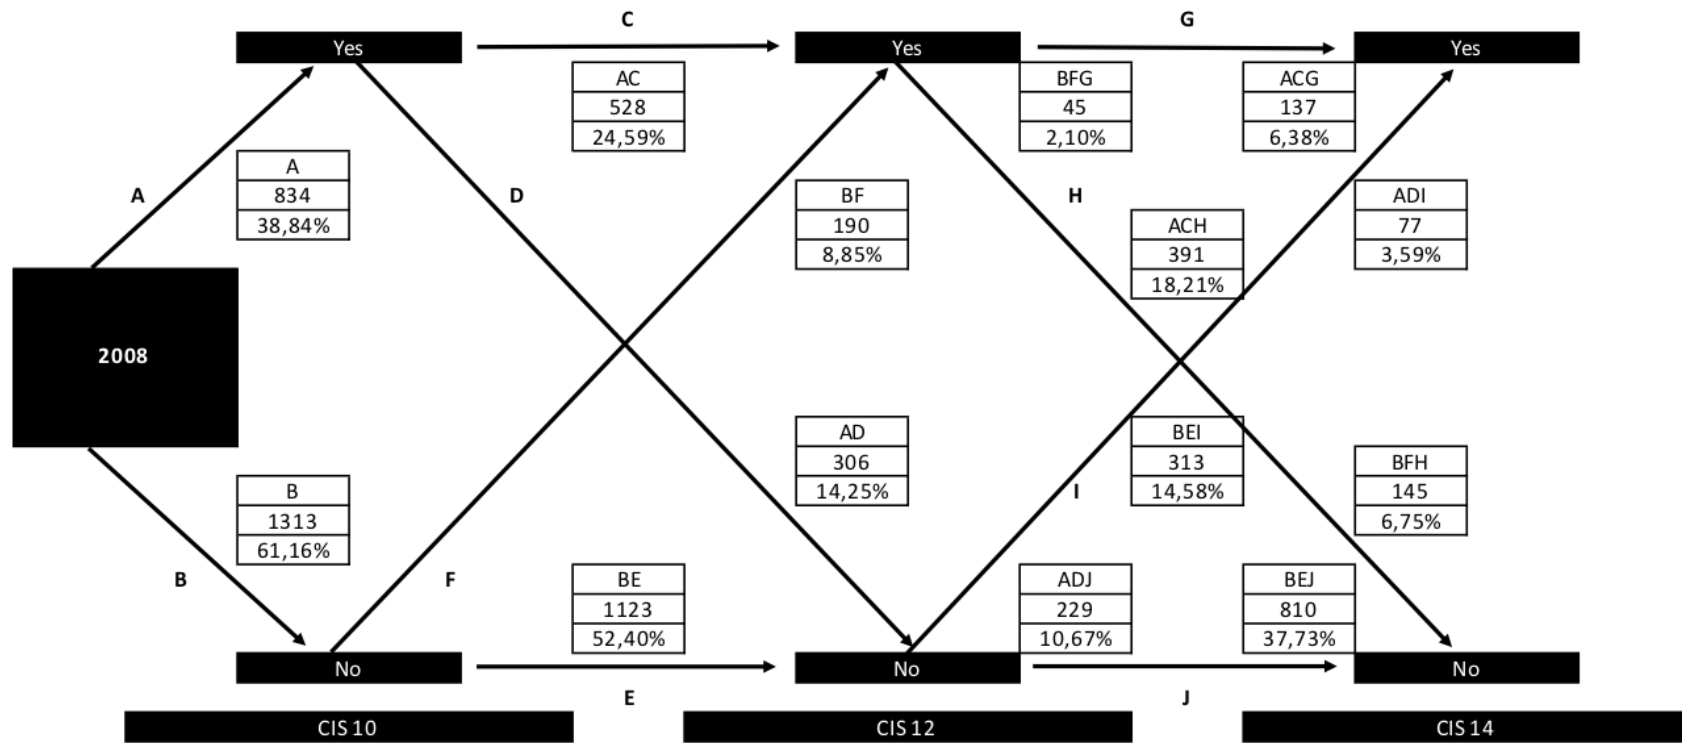 C
G
Yes
Yes
Yes
AC
528
24,59%
BFG
45
2,10%
ACG
137
6,38%
A
A
834
38,84%
D
BF
190
8,85%
H
ACH
391
18,21%
ADI
77
3,59%
2008
B
1313
61,16%
AD
306
14,25%
I
BEI
313
14,58%
BFH
145
6,75%
B
F
BE
1123
52,40%
ADJ
229
10,67%
BEJ
810
37,73%
No
No
No
E
J
CIS 10
CIS 12
CIS 14